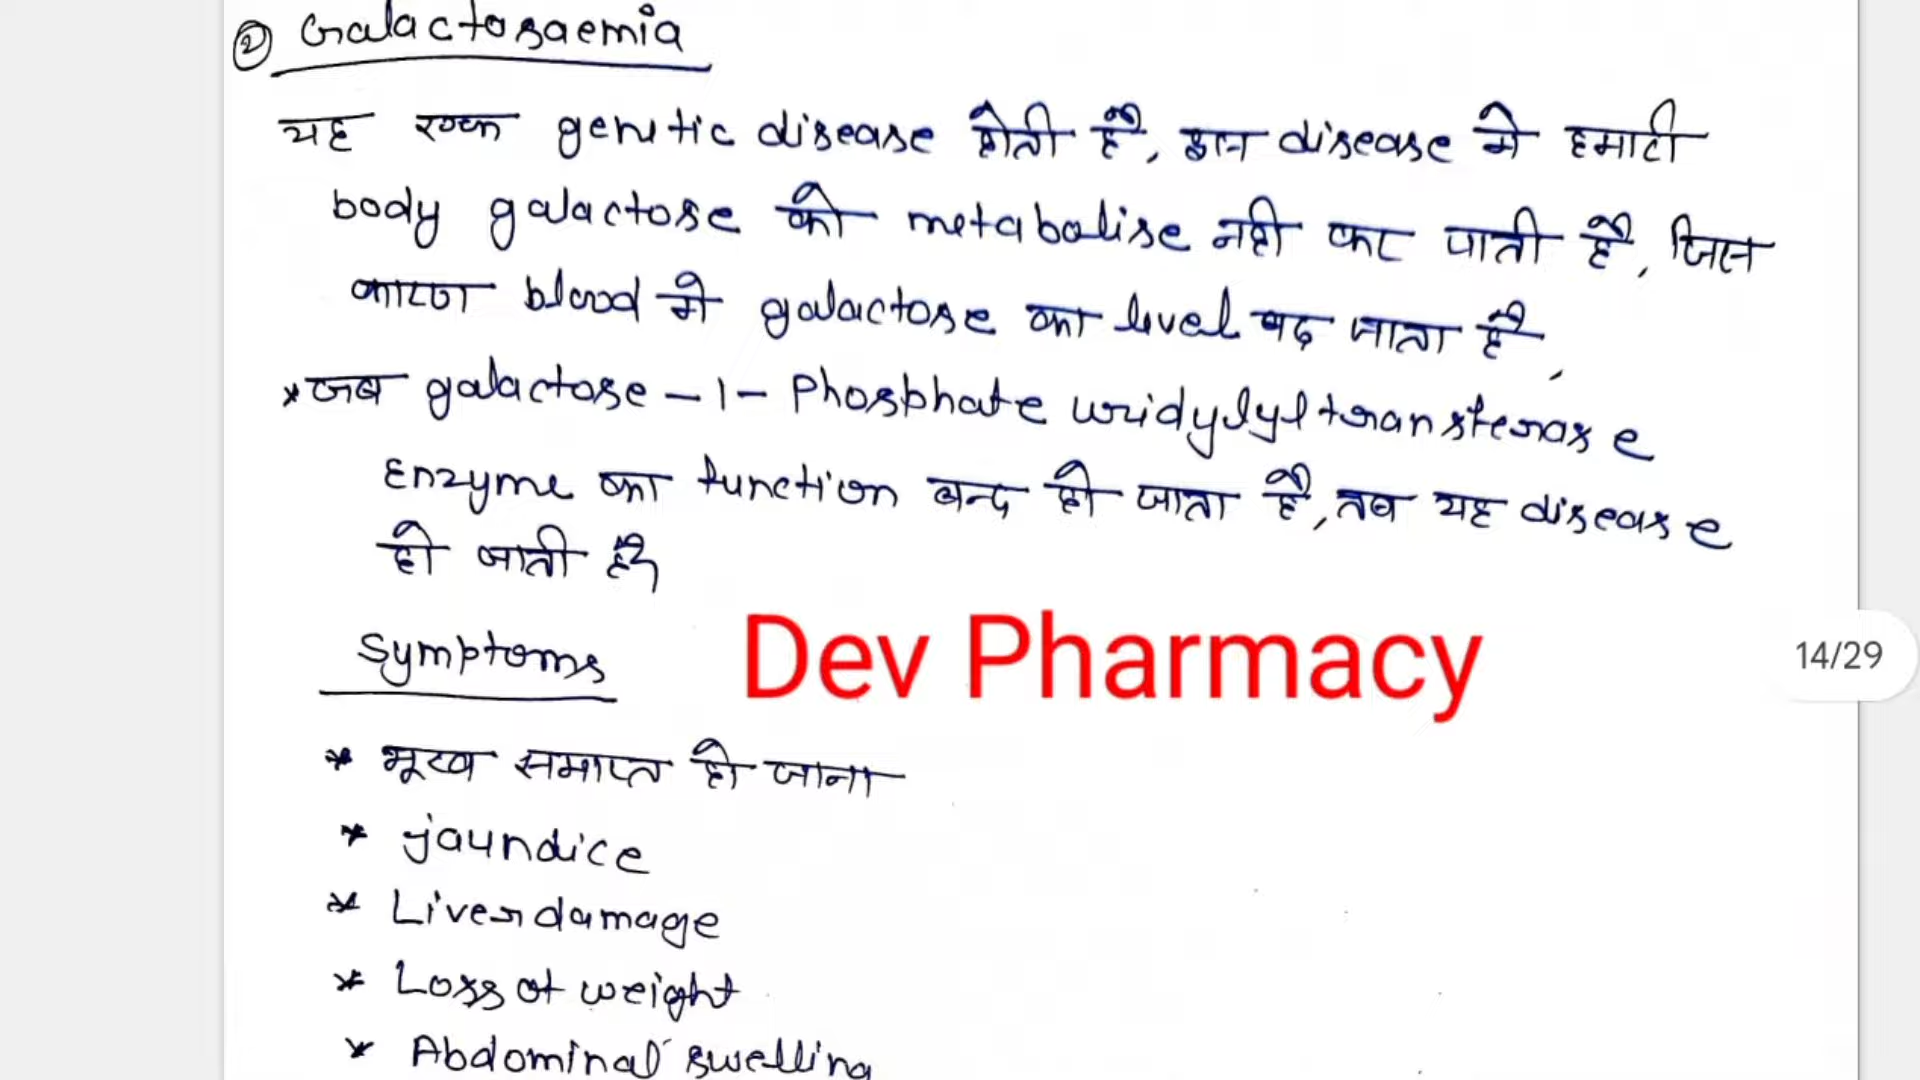 ② Galactosaemia
यह एक genetic disease होती है, इस disease मे हमारी
body galactose को metabolise नही कर पाती है, जिस
कारण blood मे galactose का level बढ जाता है,
* जब galactose - 1 - Phosphate uridylyl transferase
Enzyme का function बन्द हो जाता है, तब यह disease
हो जाती है।
Symptoms
Dev Pharmacy
14/29
* भूख समाप्त हो जाना
* jaundice
* Liver damage
* Loss of weight
* Abdominal swelling